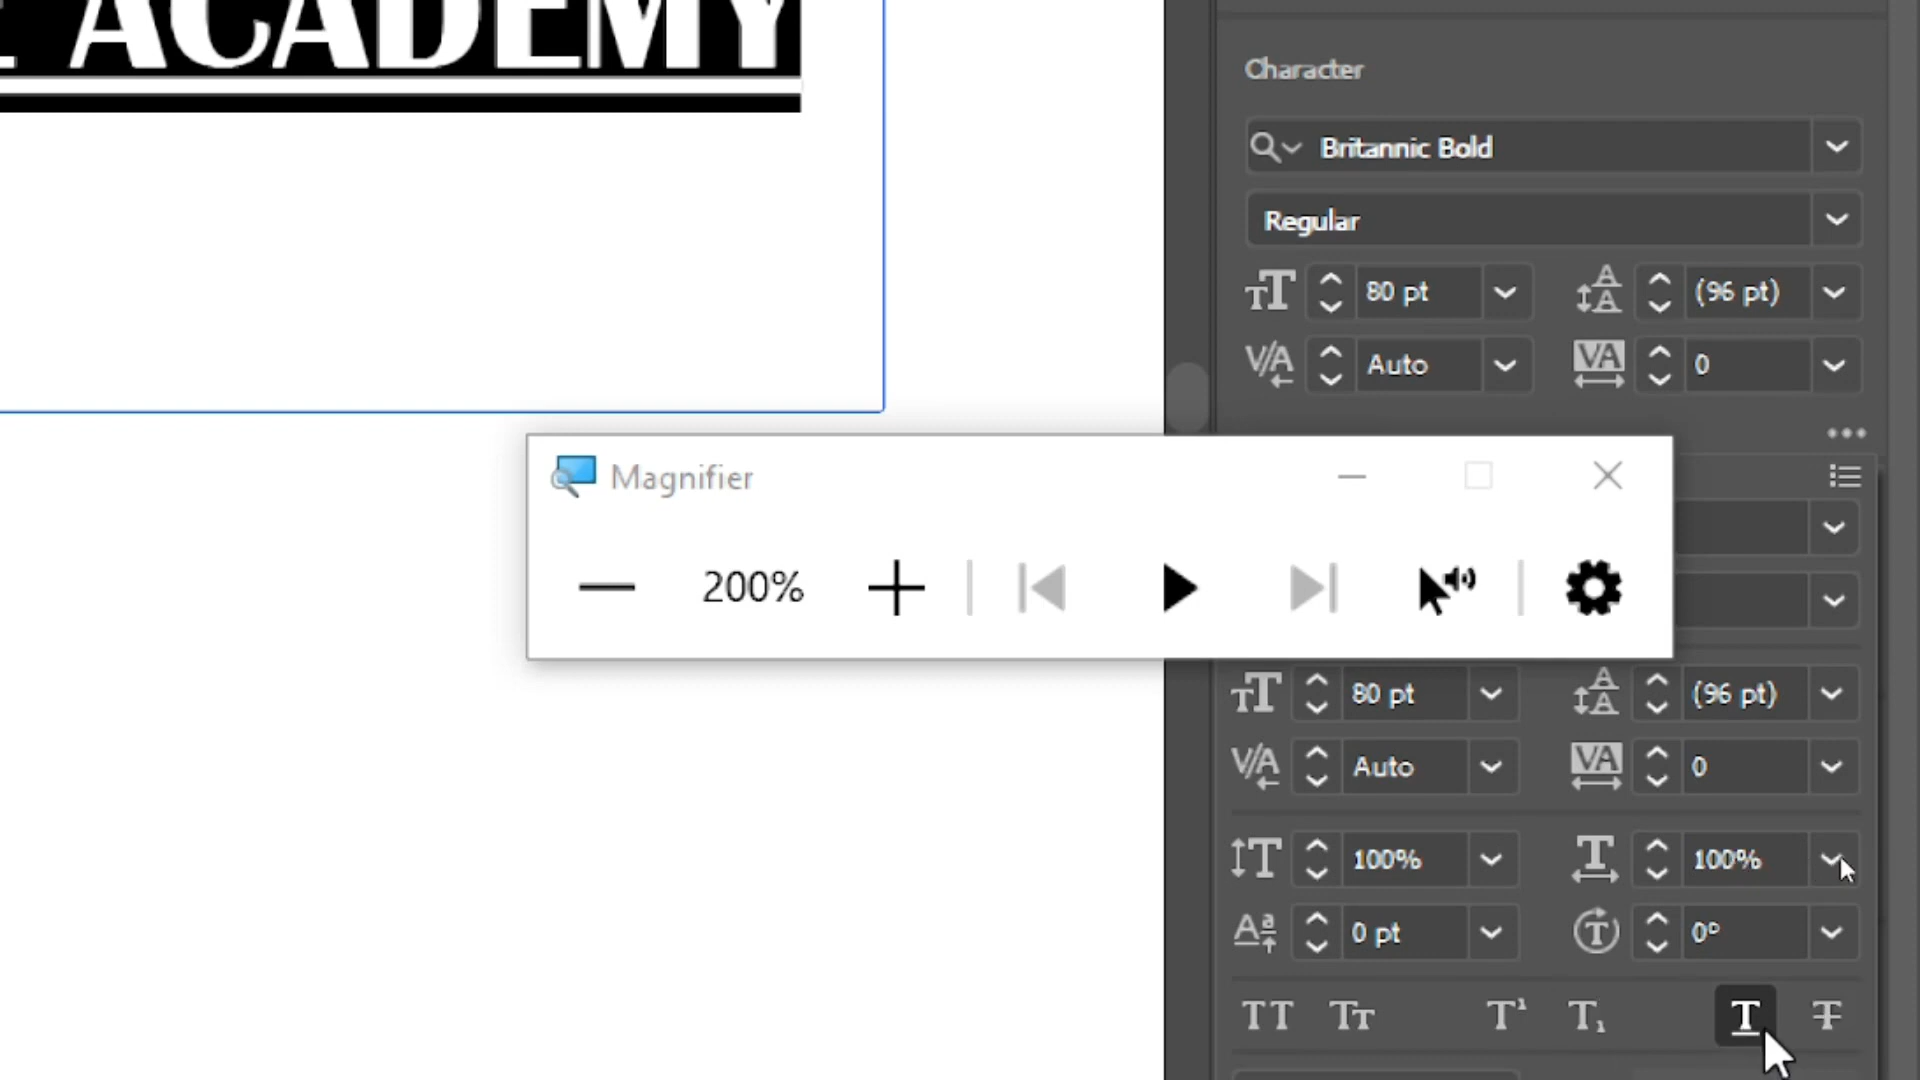 ACADEMY
Character
Britannic Bold
Regular
80 pt (96 pt)
Auto 0
Magnifier
200%
80 pt (96 pt)
Auto 0
100% 100%
0 pt 0°